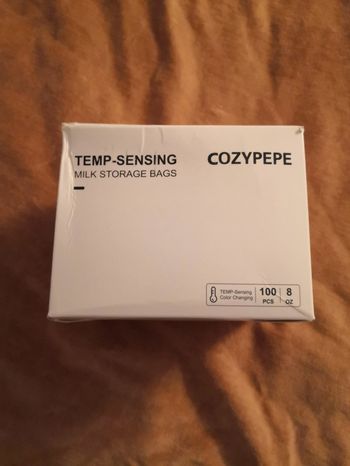 TEMP-SENSING
MILK STORAGE BAGS
COZYPEPE
TEMP-Sensing
Color Changing
100
PCS
8
OZ